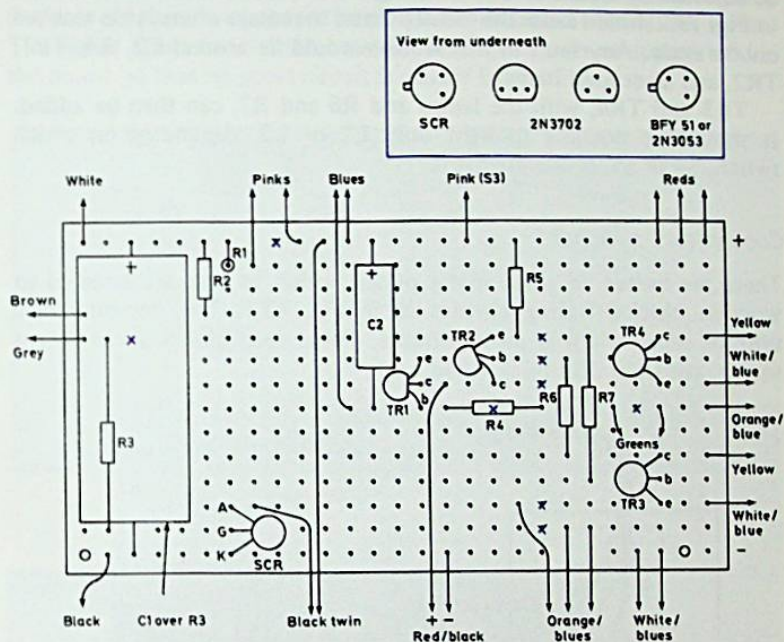 View from underneath
SCR
2N3702
BFY 51 or
2N3053
White
Pinks
Blues
Pink (S3)
Reds
+
R1
R2
+
+
R5
Brown
C2
TR2
e
TR4
c
Yellow
Grey
b
b
e
c
e
White/
blue
c
TR1
b
R4
R6
R7
Orange/
blue
R3
Greens
c
Yellow
b
TR3
e
White/
blue
A
G
K
SCR
-
Black
C1 over R3
Black twin
+ -
Red/black
Orange/
blues
White/
blues